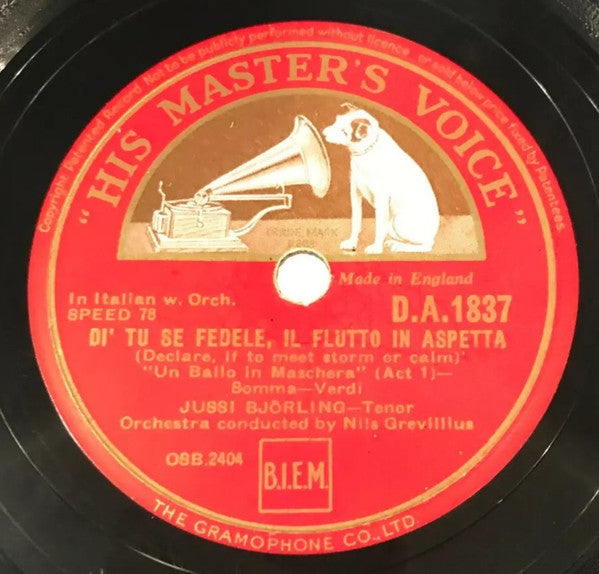 Copyright, Patented Record. Not to be publicly performed without licence or sold below price fixed by Patentees.
"HIS MASTER'S VOICE"
TRADE MARK
Made in England
In Italian w. Orch.
SPEED 78
D.A.1837
DI' TU SE FEDELE, IL FLUTTO IN ASPETTA
(Declare, if to meet storm or calm)
"Un Ballo in Maschera" (Act 1)—
Somma—Verdi
JUSSI BJÖRLING—Tenor
Orchestra conducted by Nils Grevillius
OSB.2404
B.I.E.M.
THE GRAMOPHONE CO., LTD.